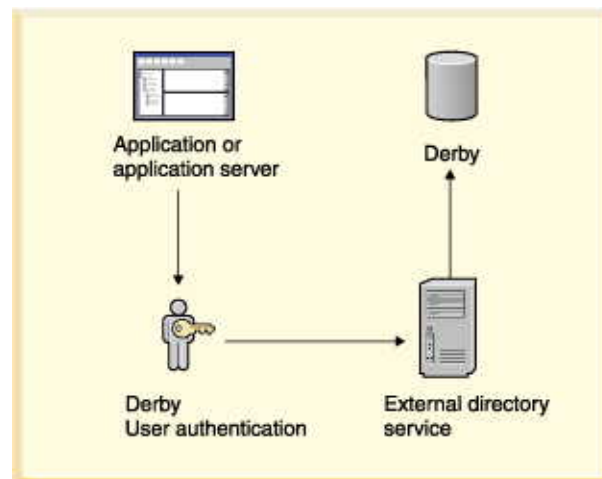 Application or
application server
Derby
Derby
User authentication
External directory
service